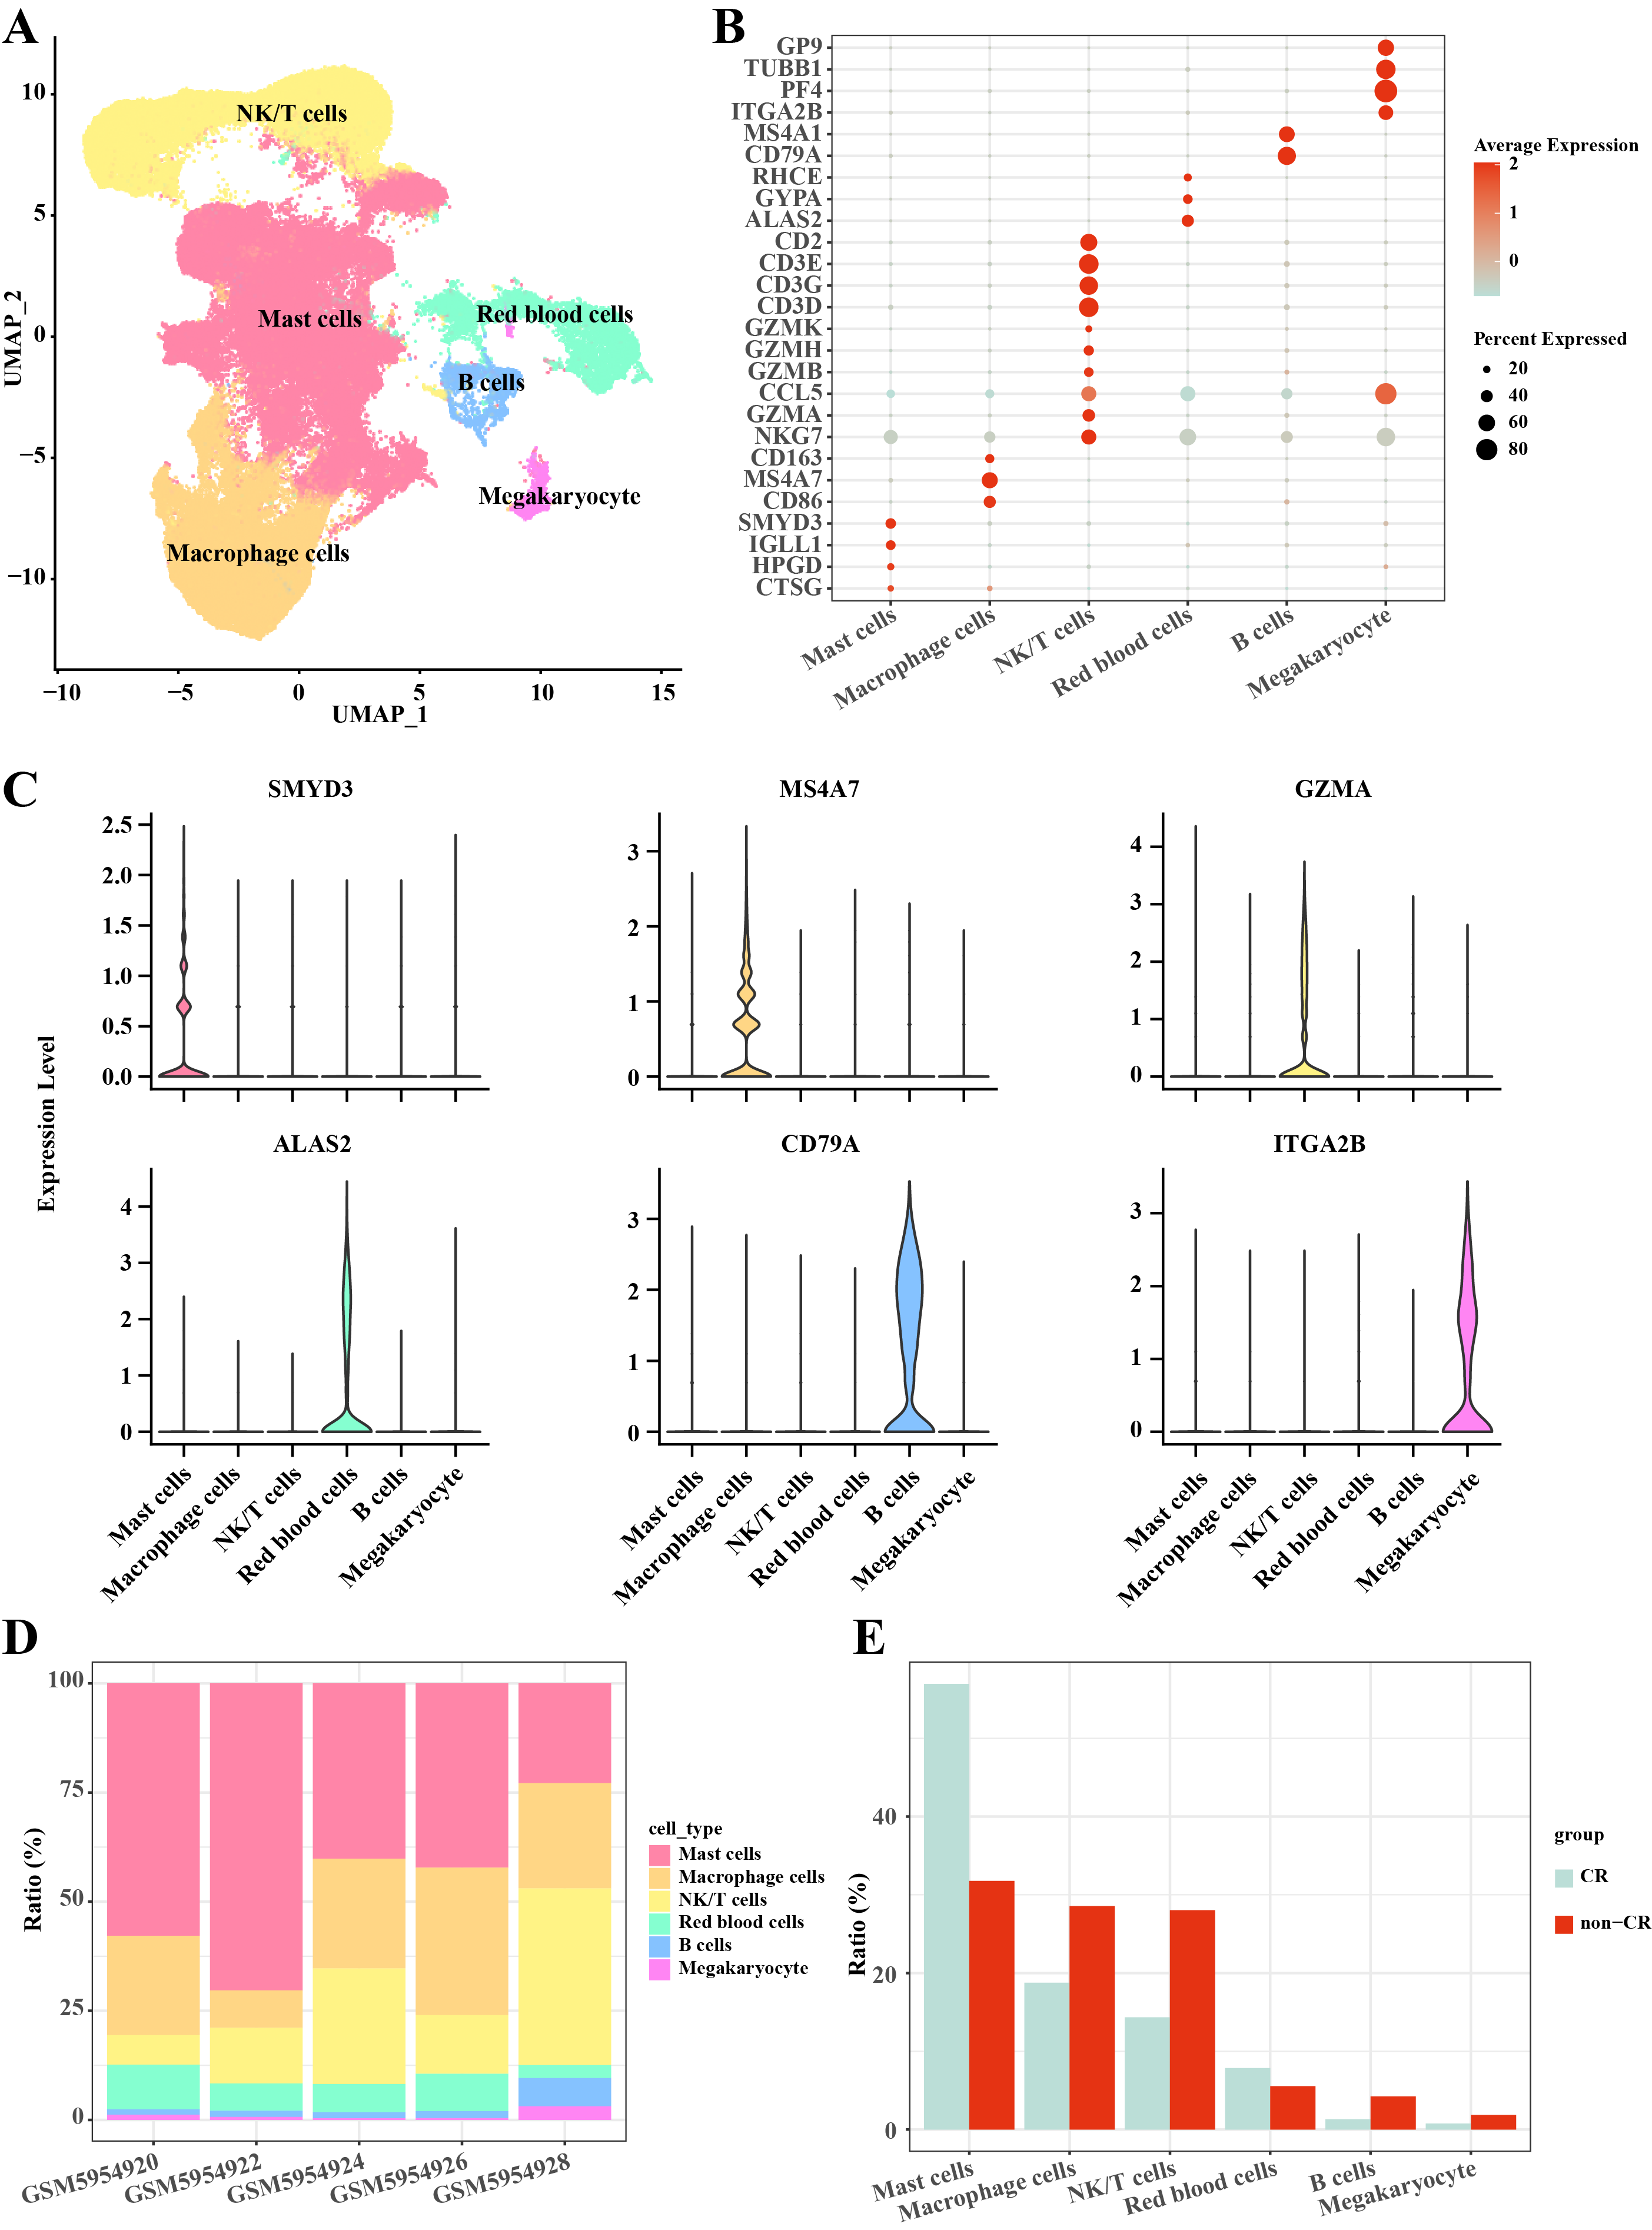 A
10
5
0
−5
−10
UMAP_2
NK/T cells
Mast cells
Red blood cells
B cells
Megakaryocyte
Macrophage cells
−10
−5
0
5
10
15
UMAP_1
B
GP9
TUBB1
PF4
ITGA2B
MS4A1
CD79A
RHCE
GYPA
ALAS2
CD2
CD3E
CD3G
CD3D
GZMK
GZMH
GZMB
CCL5
GZMA
NKG7
CD163
MS4A7
CD86
SMYD3
IGLL1
HPGD
CTSG
Mast cells
Macrophage cells
NK/T cells
Red blood cells
B cells
Megakaryocyte
Average Expression
2
1
0
Percent Expressed
20
40
60
80
C
Expression Level
SMYD3
2.5
2.0
1.5
1.0
0.5
0.0
MS4A7
3
2
1
0
GZMA
4
3
2
1
0
ALAS2
4
3
2
1
0
Mast cells
Macrophage cells
NK/T cells
Red blood cells
B cells
Megakaryocyte
CD79A
3
2
1
0
Mast cells
Macrophage cells
NK/T cells
Red blood cells
B cells
Megakaryocyte
ITGA2B
3
2
1
0
Mast cells
Macrophage cells
NK/T cells
Red blood cells
B cells
Megakaryocyte
D
Ratio (%)
100
75
50
25
0
GSM5954920
GSM5954922
GSM5954924
GSM5954926
GSM5954928
cell_type
Mast cells
Macrophage cells
NK/T cells
Red blood cells
B cells
Megakaryocyte
E
Ratio (%)
40
20
0
Mast cells
Macrophage cells
NK/T cells
Red blood cells
B cells
Megakaryocyte
group
CR
non−CR